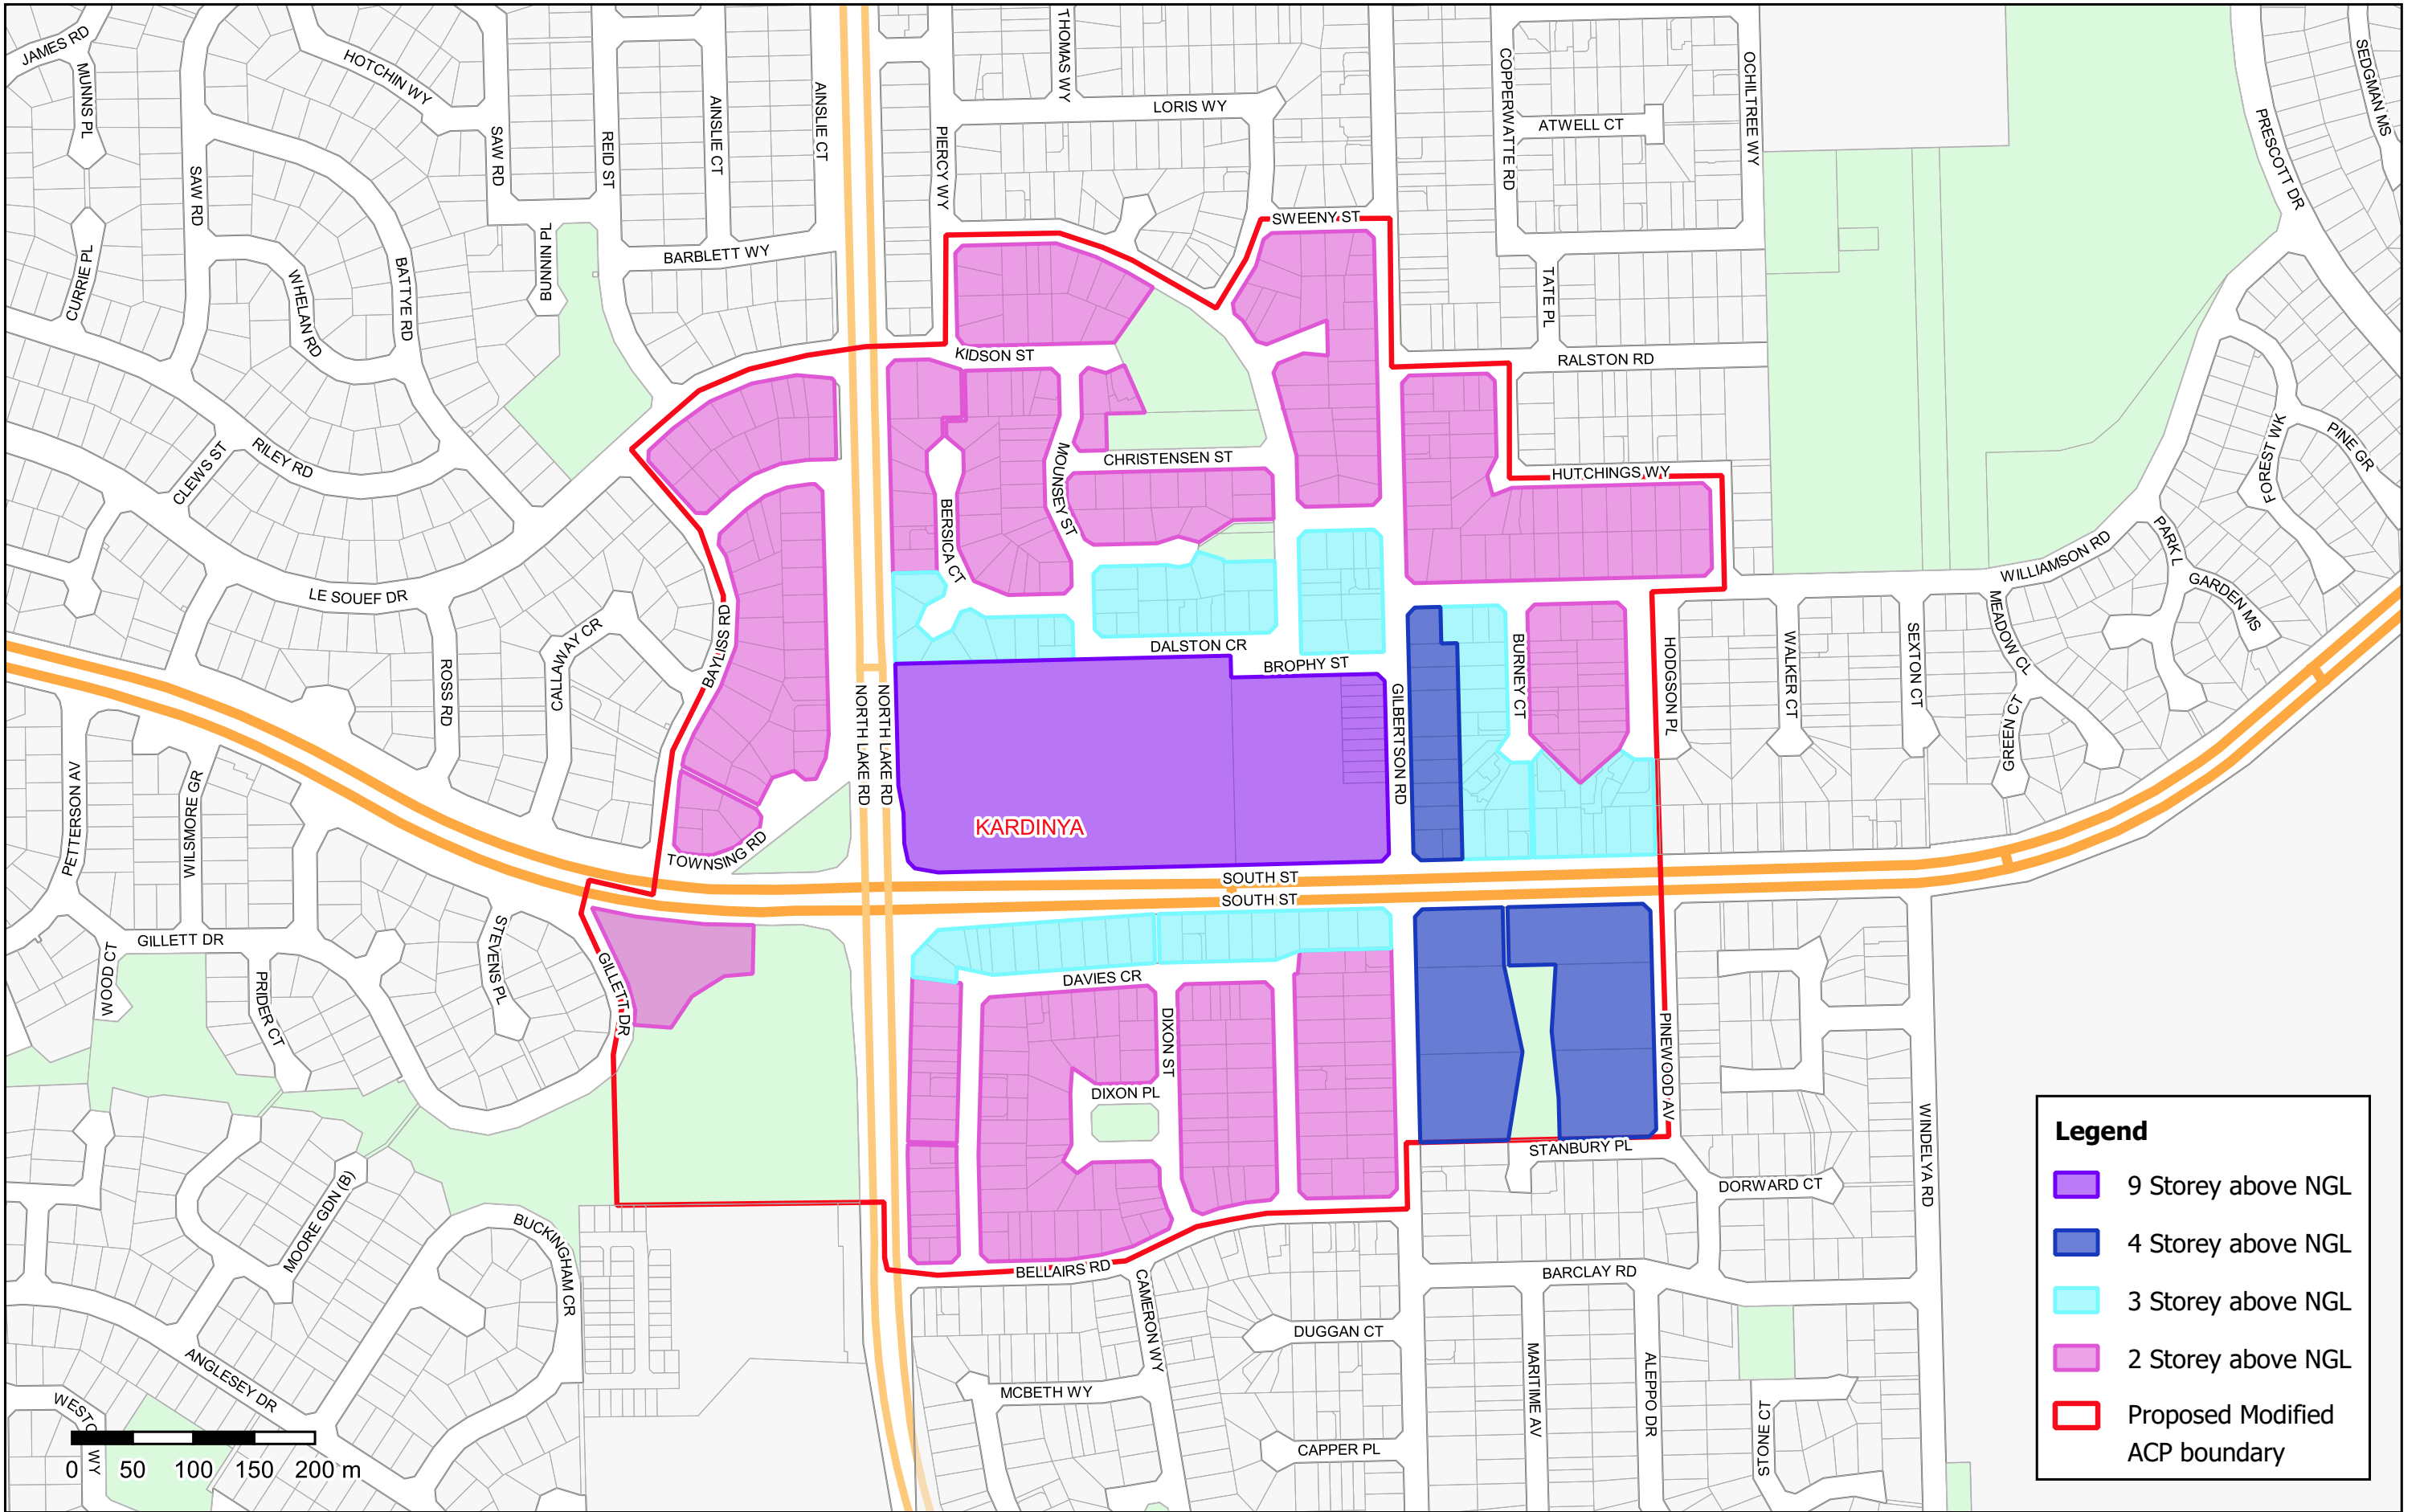 JAMES RD
MUNNS PL
HOTCHIN WY
SAW RD
SAW RD
REID ST
AINSLIE CT
AINSLIE CT
PIERCY WY
THOMAS WY
LORIS WY
COPPERWATTE RD
ATWELL CT
OCHILTREE WY
PRESCOTT DR
SEDGMAN MS
CURRIE PL
WHELAN RD
BATTYE RD
BUNNIN PL
BARBLETT WY
SWEENY ST
TATE PL
RALSTON RD
KIDSON ST
CLEWS ST
RILEY RD
MOUNSEY ST
CHRISTENSEN ST
HUTCHINGS WY
FOREST WK
PINE GR
BERSICA CT
PARK L
WILLIAMSON RD
GARDEN MS
LE SOUEF DR
CALLAWAY CR
ROSS RD
BAYLISS RD
DALSTON CR
BROPHY ST
BURNEY CT
HODGSON PL
WALKER CT
SEXTON CT
MEADOW CL
GREEN CT
NORTH LAKE RD
NORTH LAKE RD
GILBERTSON RD
PETTERSON AV
WILSMORE GR
KARDINYA
TOWNSING RD
SOUTH ST
SOUTH ST
GILLETT DR
WOOD CT
PRIDER CT
STEVENS PL
GILLETT DR
DAVIES CR
DIXON ST
DIXON PL
PINEWOOD AV
STANBURY PL
DORWARD CT
WINDELYA RD
MOORE GDN (B)
BUCKINGHAM CR
BELLAIRS RD
CAMERON WY
BARCLAY RD
DUGGAN CT
MCBETH WY
MARITIME AV
ALEPPO DR
STONE CT
CAPPER PL
ANGLESEY DR
WESTC
WY
0 50 100 150 200 m
Legend
9 Storey above NGL
4 Storey above NGL
3 Storey above NGL
2 Storey above NGL
Proposed Modified
ACP boundary